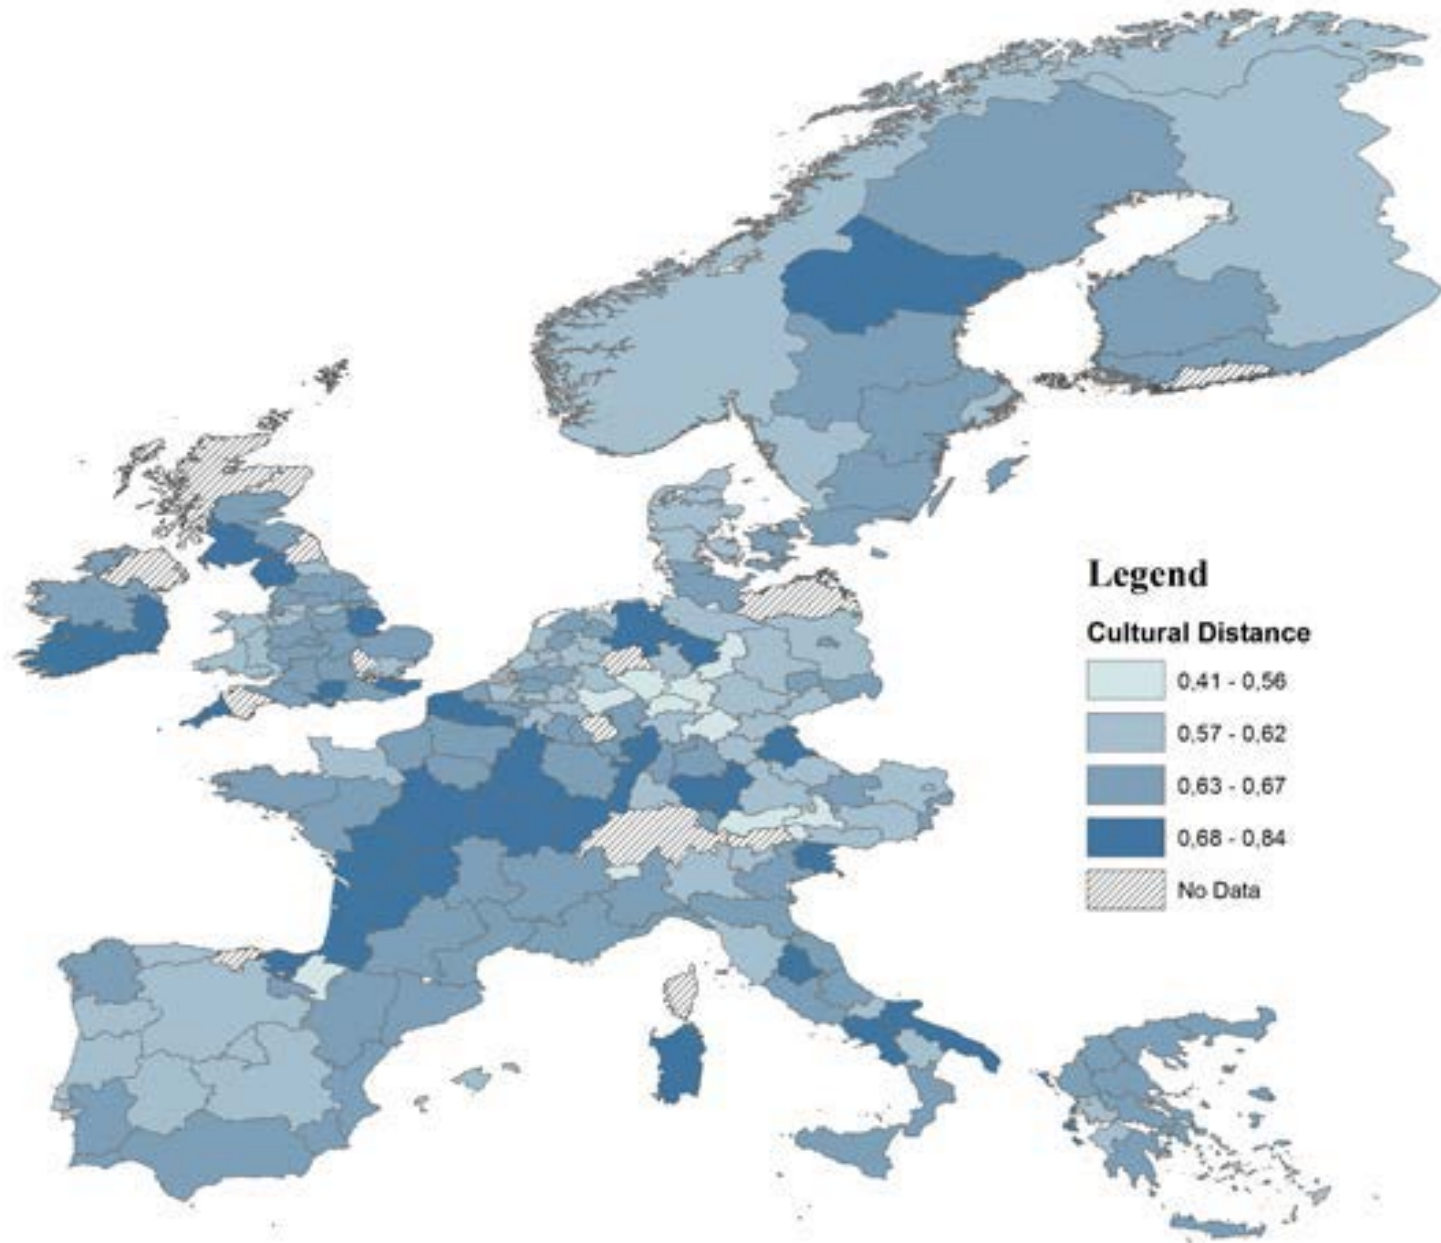 Legend
Cultural Distance
0,41 - 0,56
0,57 - 0,62
0,63 - 0,67
0,68 - 0,84
No Data